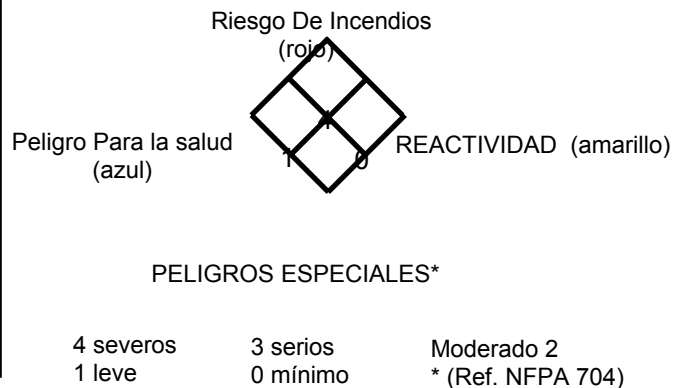 Riesgo De Incendios
(rojo)
4
Peligro Para la salud
(azul)
1 0
REACTIVIDAD (amarillo)
PELIGROS ESPECIALES*
4 severos 3 serios Moderado 2
1 leve 0 mínimo * (Ref. NFPA 704)